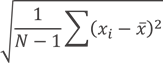 √(1/(N − 1) ∑(xᵢ − x̄)²)